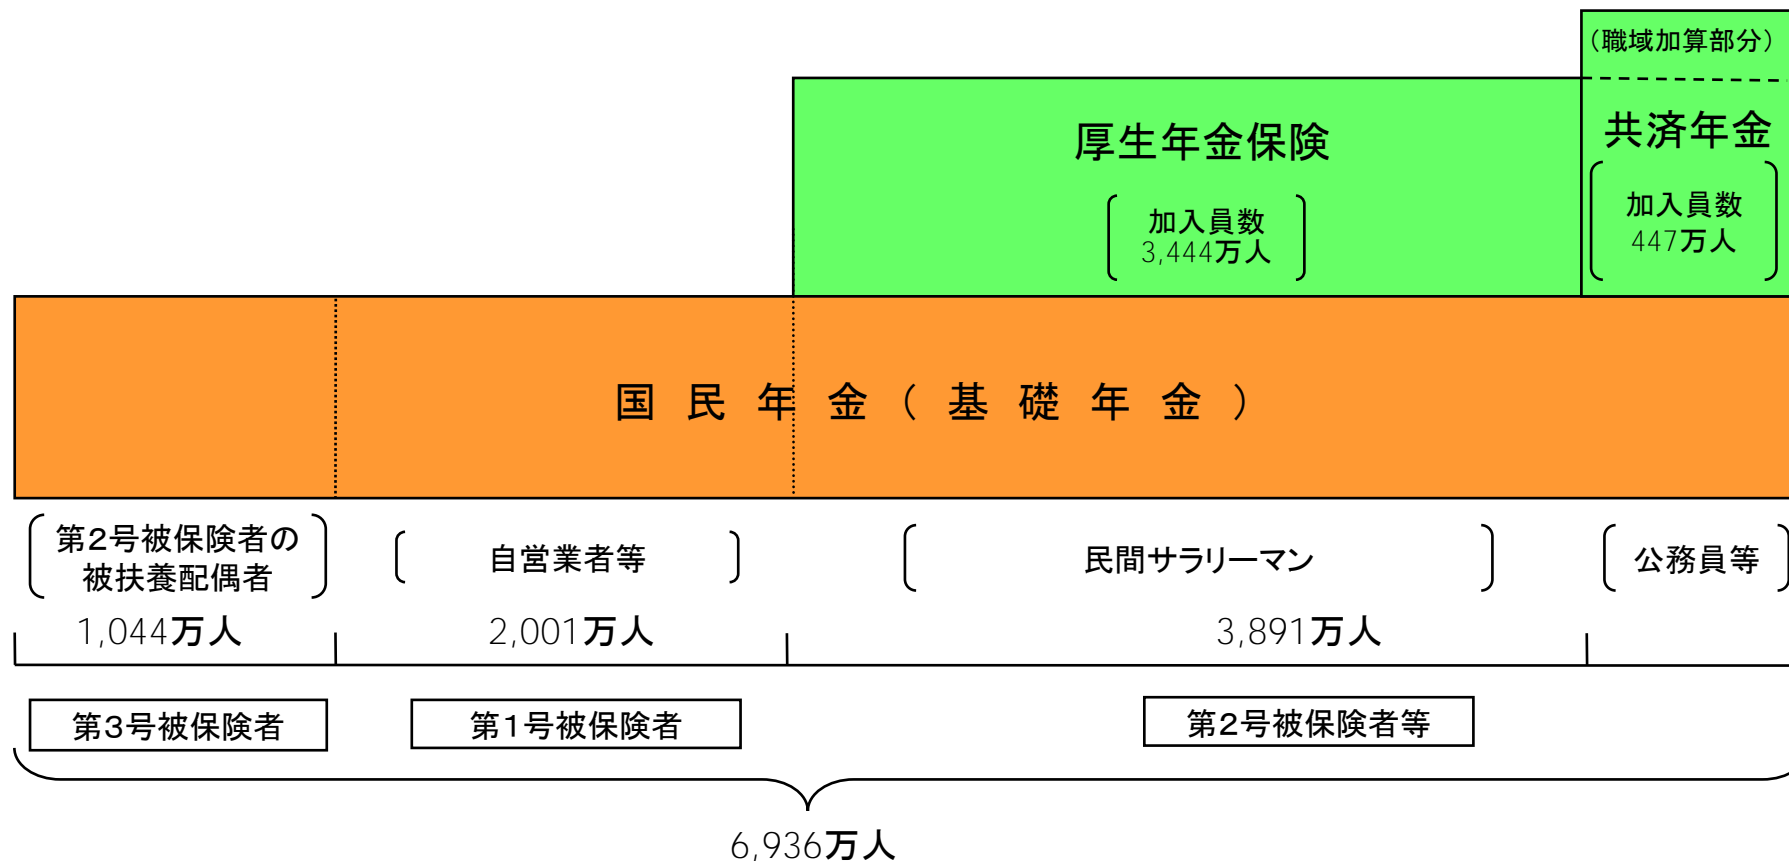 （職域加算部分）
厚生年金保険
共済年金
加入員数
3,444万人
加入員数
447万人
国民年金（基礎年金）
第2号被保険者の
被扶養配偶者
自営業者等
民間サラリーマン
公務員等
1,044万人
2,001万人
3,891万人
第3号被保険者
第1号被保険者
第2号被保険者等
6,936万人